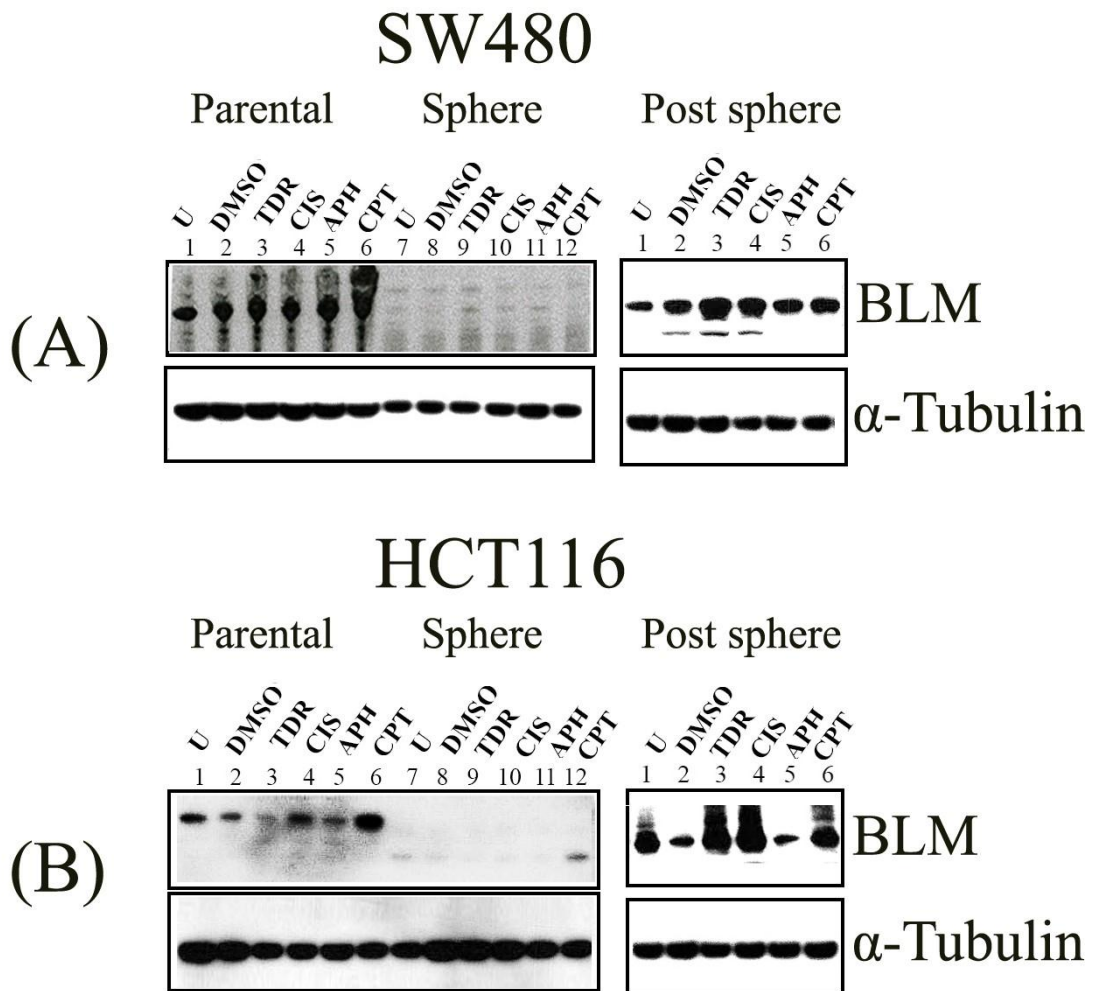 SW480
Parental Sphere Post sphere
U DMSO TDR CIS APH CPT U DMSO TDR CIS APH CPT U DMSO TDR CIS APH CPT
1 2 3 4 5 6 7 8 9 10 11 12 1 2 3 4 5 6
(A)
BLM
α-Tubulin
HCT116
Parental Sphere Post sphere
U DMSO TDR CIS APH CPT U DMSO TDR CIS APH CPT U DMSO TDR CIS APH CPT
1 2 3 4 5 6 7 8 9 10 11 12 1 2 3 4 5 6
(B)
BLM
α-Tubulin